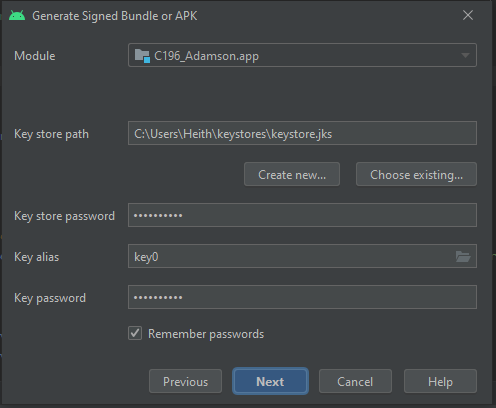 Generate Signed Bundle or APK
Module
C196_Adamson.app
Key store path
C:\Users\Heith\keystores\keystore.jks
Create new...
Choose existing...
Key store password
••••••••••
Key alias
key0
Key password
••••••••••
Remember passwords
Previous
Next
Cancel
Help